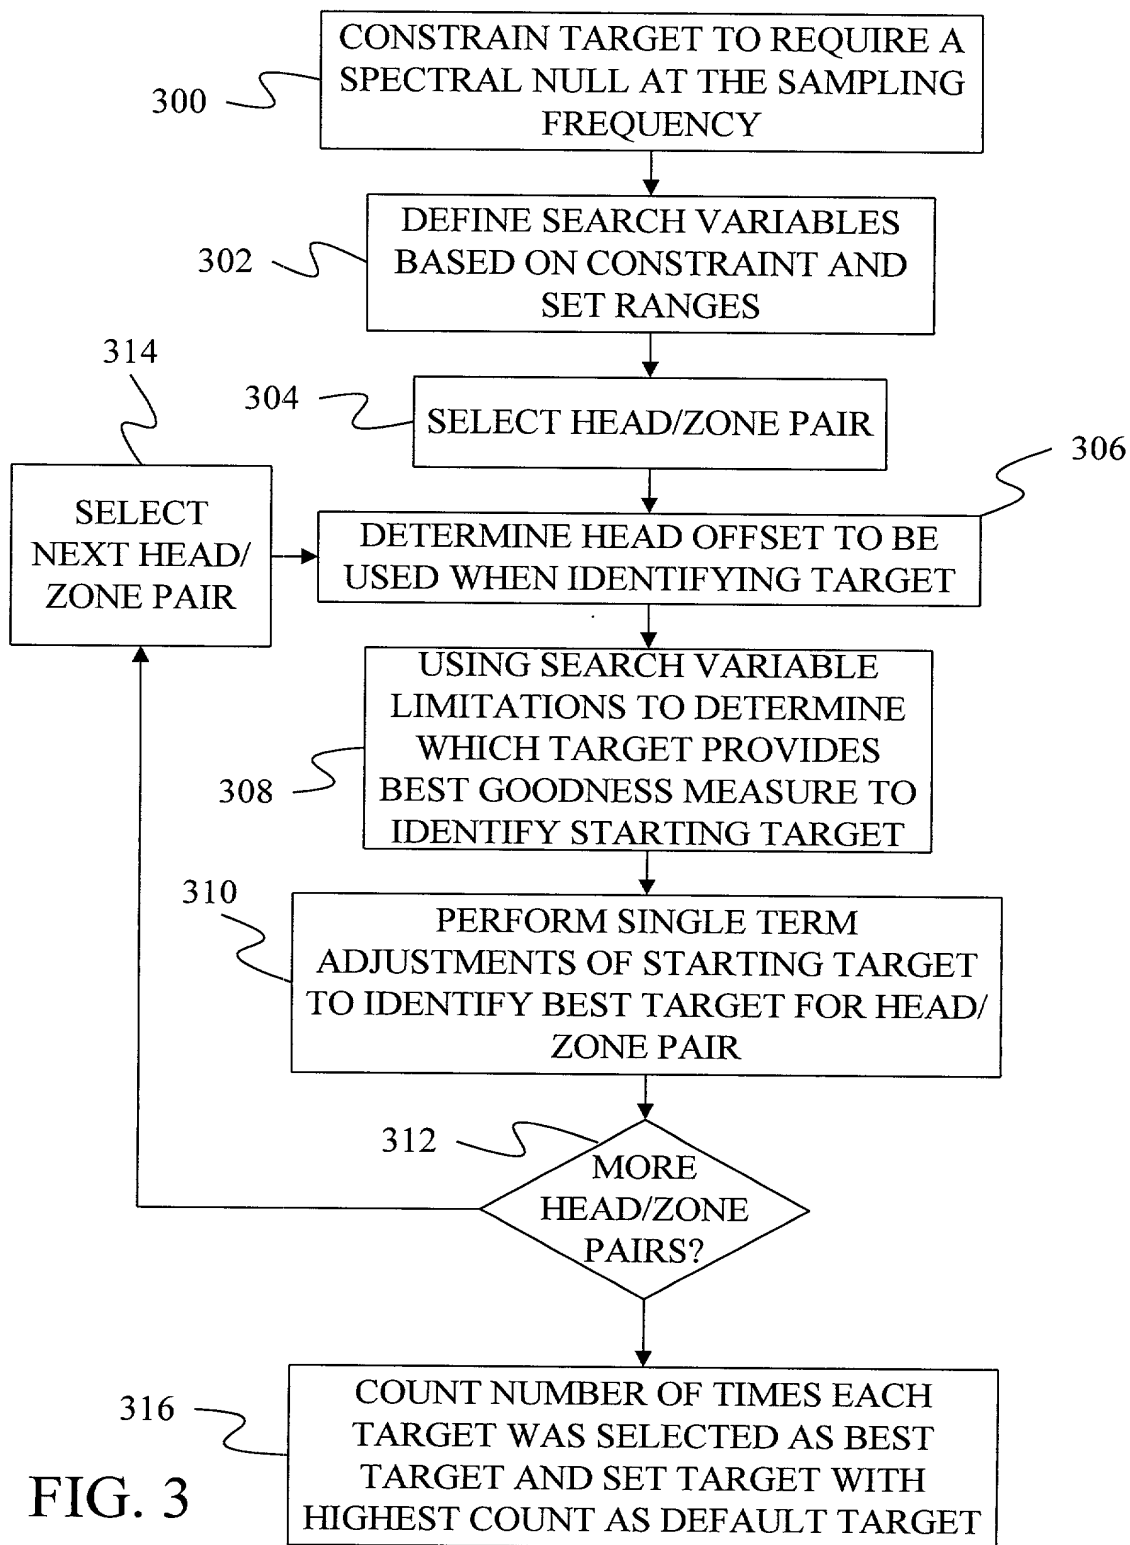 CONSTRAIN TARGET TO REQUIRE A
SPECTRAL NULL AT THE SAMPLING
FREQUENCY
300
DEFINE SEARCH VARIABLES
BASED ON CONSTRAINT AND
SET RANGES
302
314
304
SELECT HEAD/ZONE PAIR
306
SELECT
NEXT HEAD/
ZONE PAIR
DETERMINE HEAD OFFSET TO BE
USED WHEN IDENTIFYING TARGET
USING SEARCH VARIABLE
LIMITATIONS TO DETERMINE
WHICH TARGET PROVIDES
BEST GOODNESS MEASURE TO
IDENTIFY STARTING TARGET
308
310
PERFORM SINGLE TERM
ADJUSTMENTS OF STARTING TARGET
TO IDENTIFY BEST TARGET FOR HEAD/
ZONE PAIR
312
MORE
HEAD/ZONE
PAIRS?
316
COUNT NUMBER OF TIMES EACH
TARGET WAS SELECTED AS BEST
TARGET AND SET TARGET WITH
HIGHEST COUNT AS DEFAULT TARGET
FIG. 3